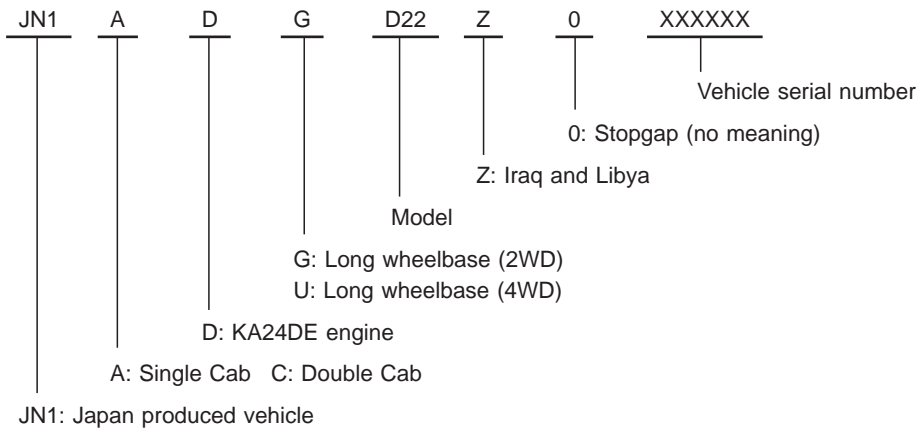 JN1 A D G D22 Z 0 XXXXXX
Vehicle serial number
0: Stopgap (no meaning)
Z: Iraq and Libya
Model
G: Long wheelbase (2WD)
U: Long wheelbase (4WD)
D: KA24DE engine
A: Single Cab C: Double Cab
JN1: Japan produced vehicle